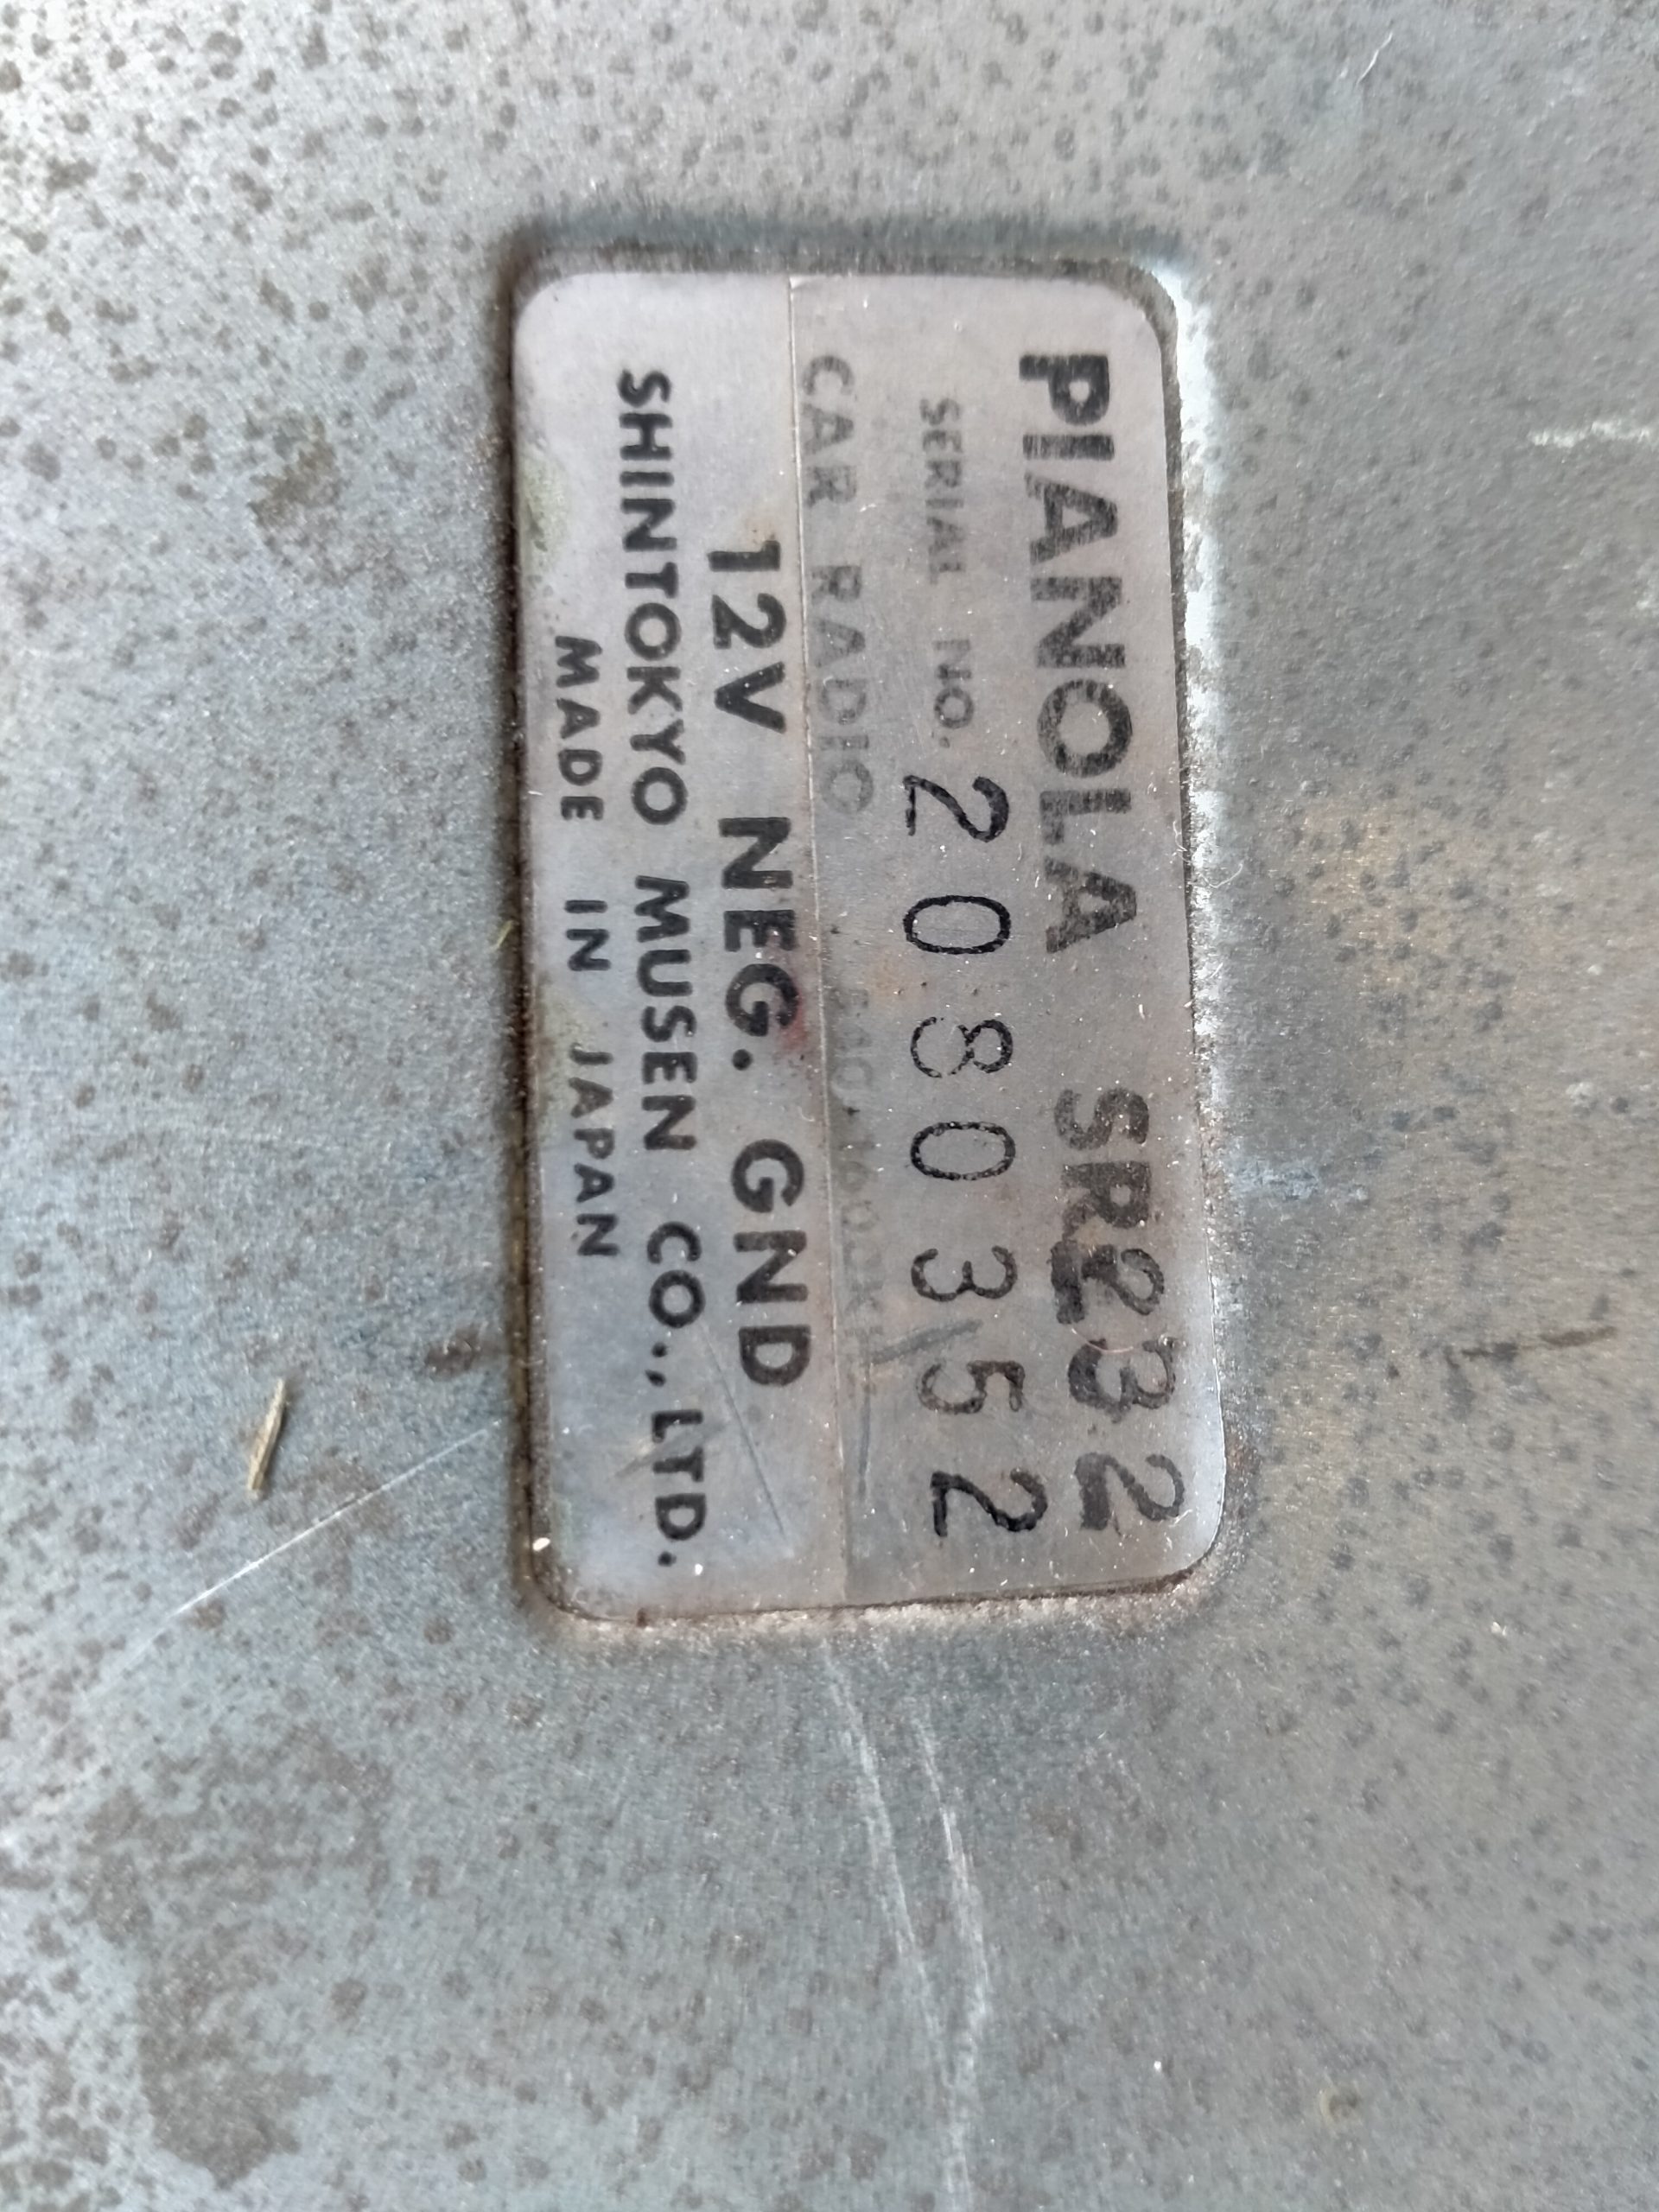 PIANOLA SR232
SERIAL NO. 2080352
CAR RADIO
12V NEG. GND
SHINTOKYO MUSEN CO., LTD.
MADE IN JAPAN